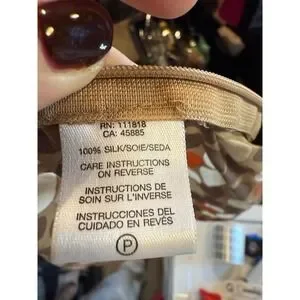 RN: 111818
CA: 45885
100% SILK/SOIE/SEDA
CARE INSTRUCTIONS
ON REVERSE
INSTRUCTIONS DE
SOIN SUR L'INVERSE
INSTRUCCIONES DEL
CUIDADO EN REVÉS
P